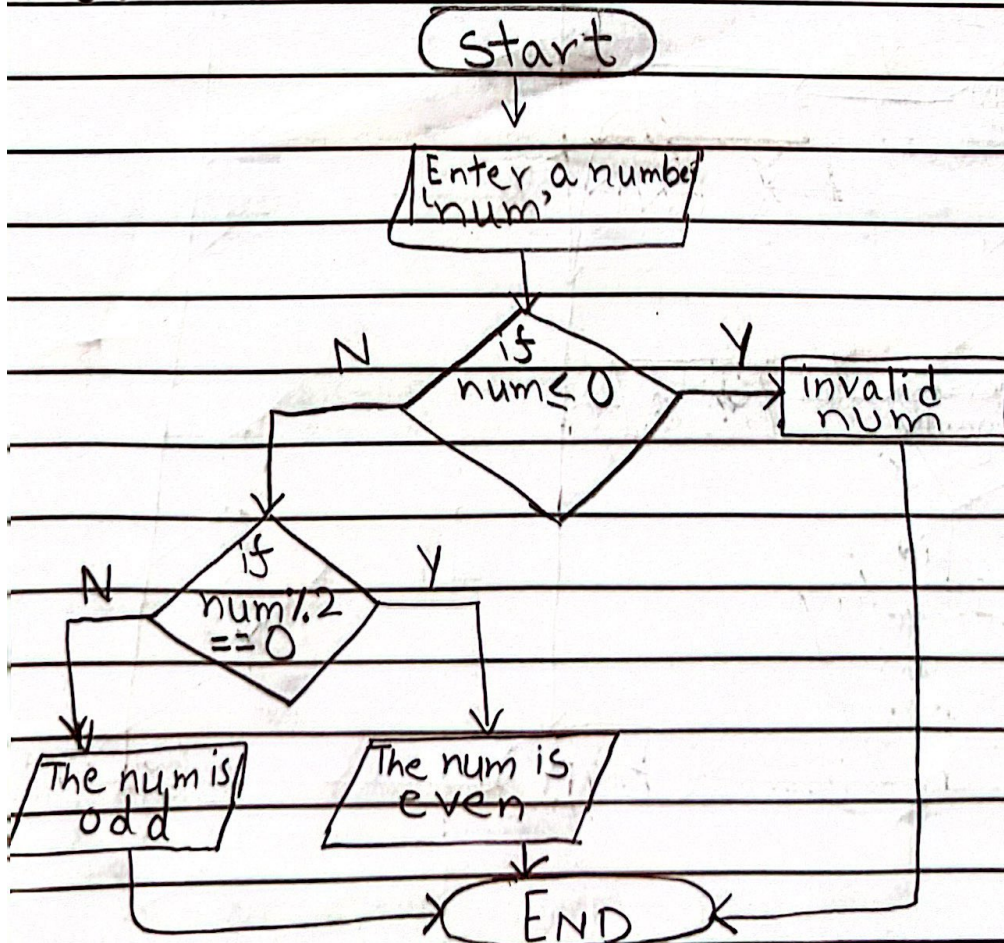 start
Enter a number
'num'
if
num ≤ 0
N
Y
invalid
num
if
num%2
== 0
N
Y
The num is
odd
The num is
even
END